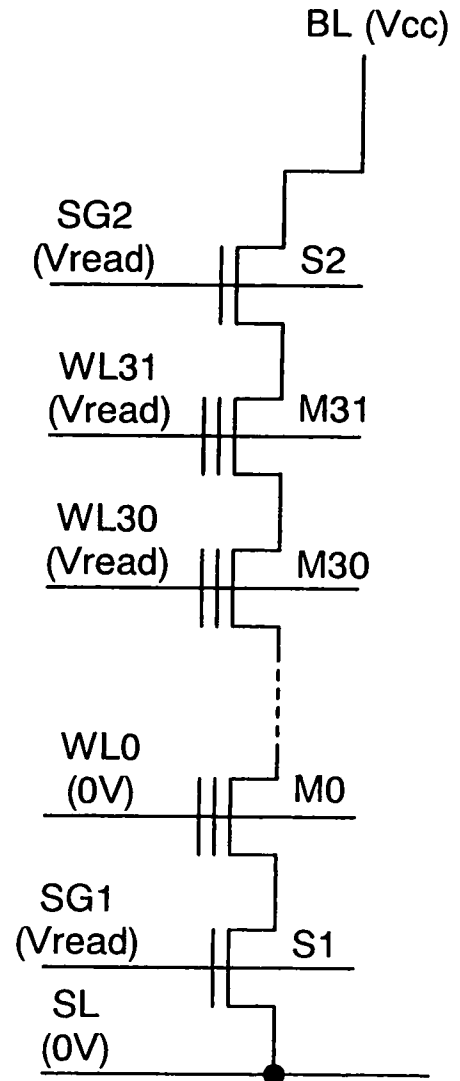 BL (Vcc)
SG2
(Vread)
S2
WL31
(Vread)
M31
WL30
(Vread)
M30
WL0
(0V)
M0
SG1
(Vread)
S1
SL
(0V)